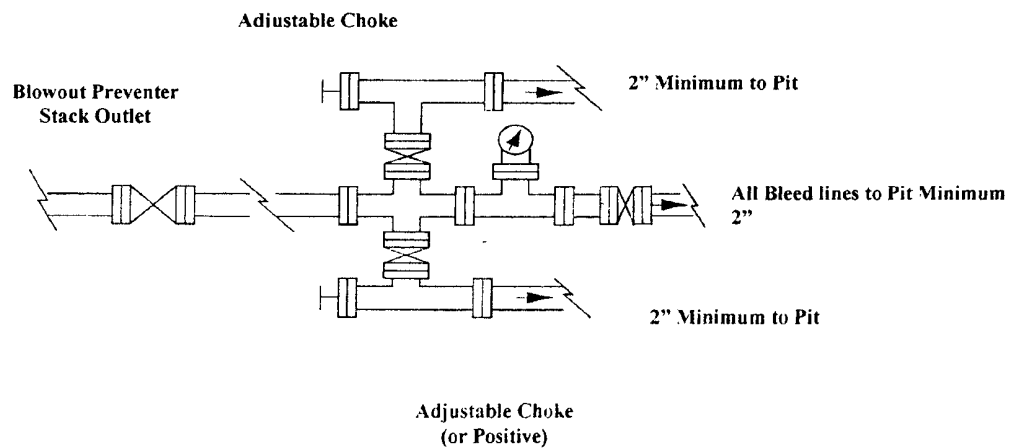 Adjustable Choke
Blowout Preventer
Stack Outlet
2” Minimum to Pit
All Bleed lines to Pit Minimum
2”
2” Minimum to Pit
Adjustable Choke
(or Positive)